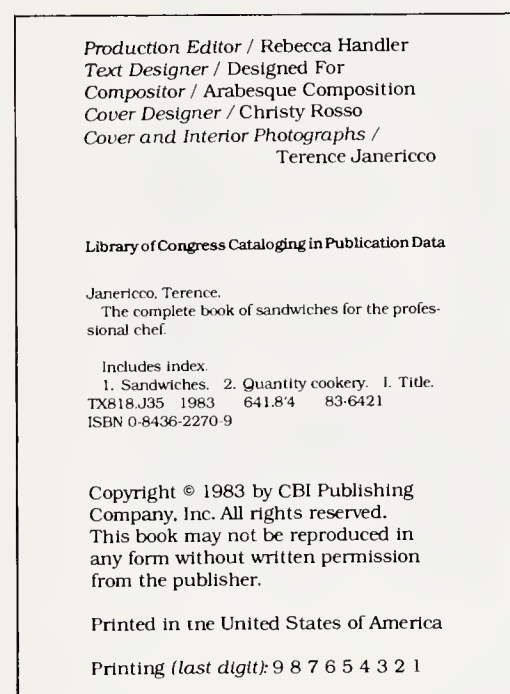 Production Editor / Rebecca Handler
Text Designer / Designed For
Compositor / Arabesque Composition
Cover Designer / Christy Rosso
Cover and Interior Photographs /
Terence Janericco
Library of Congress Cataloging in Publication Data
Janericco, Terence.
The complete book of sandwiches for the profes-
sional chef.
Includes index.
1. Sandwiches. 2. Quantity cookery. I. Title.
TX818.J35 1983 641.8'4 83-6421
ISBN 0-8436-2270-9
Copyright © 1983 by CBI Publishing
Company, Inc. All rights reserved.
This book may not be reproduced in
any form without written permission
from the publisher.
Printed in tne United States of America
Printing (last digit): 9 8 7 6 5 4 3 2 1